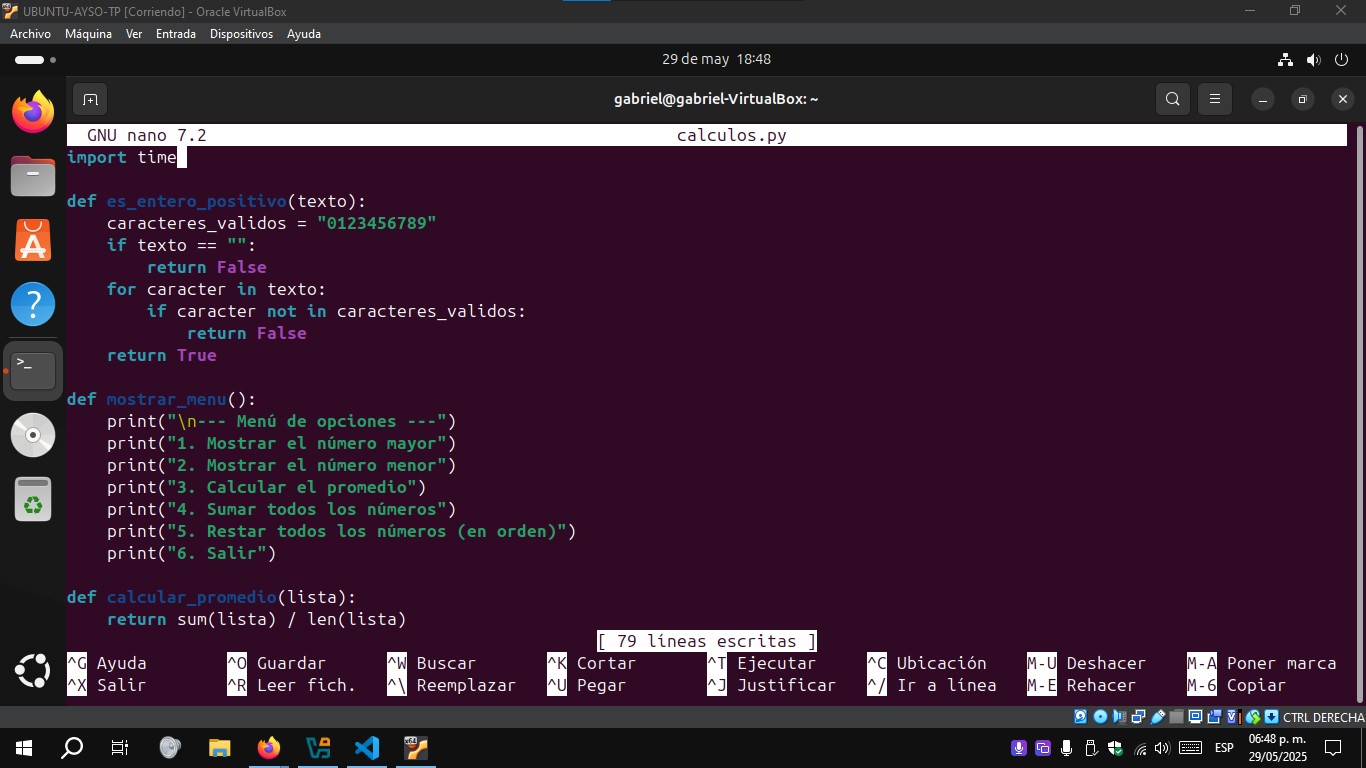 UBUNTU-AYSO-TP [Corriendo] - Oracle VirtualBox
Archivo Máquina Ver Entrada Dispositivos Ayuda
29 de may 18:48
gabriel@gabriel-VirtualBox: ~
GNU nano 7.2 calculos.py
import time
def es_entero_positivo(texto):
    caracteres_validos = "0123456789"
    if texto == "":
        return False
    for caracter in texto:
        if caracter not in caracteres_validos:
            return False
    return True
def mostrar_menu():
    print("\n--- Menú de opciones ---")
    print("1. Mostrar el número mayor")
    print("2. Mostrar el número menor")
    print("3. Calcular el promedio")
    print("4. Sumar todos los números")
    print("5. Restar todos los números (en orden)")
    print("6. Salir")
def calcular_promedio(lista):
    return sum(lista) / len(lista)
[ 79 líneas escritas ]
^G Ayuda ^O Guardar ^W Buscar ^K Cortar ^T Ejecutar ^C Ubicación M-U Deshacer M-A Poner marca
^X Salir ^R Leer fich. ^\ Reemplazar ^U Pegar ^J Justificar ^/ Ir a línea M-E Rehacer M-6 Copiar
CTRL DERECHA
ESP
06:48 p. m.
29/05/2025